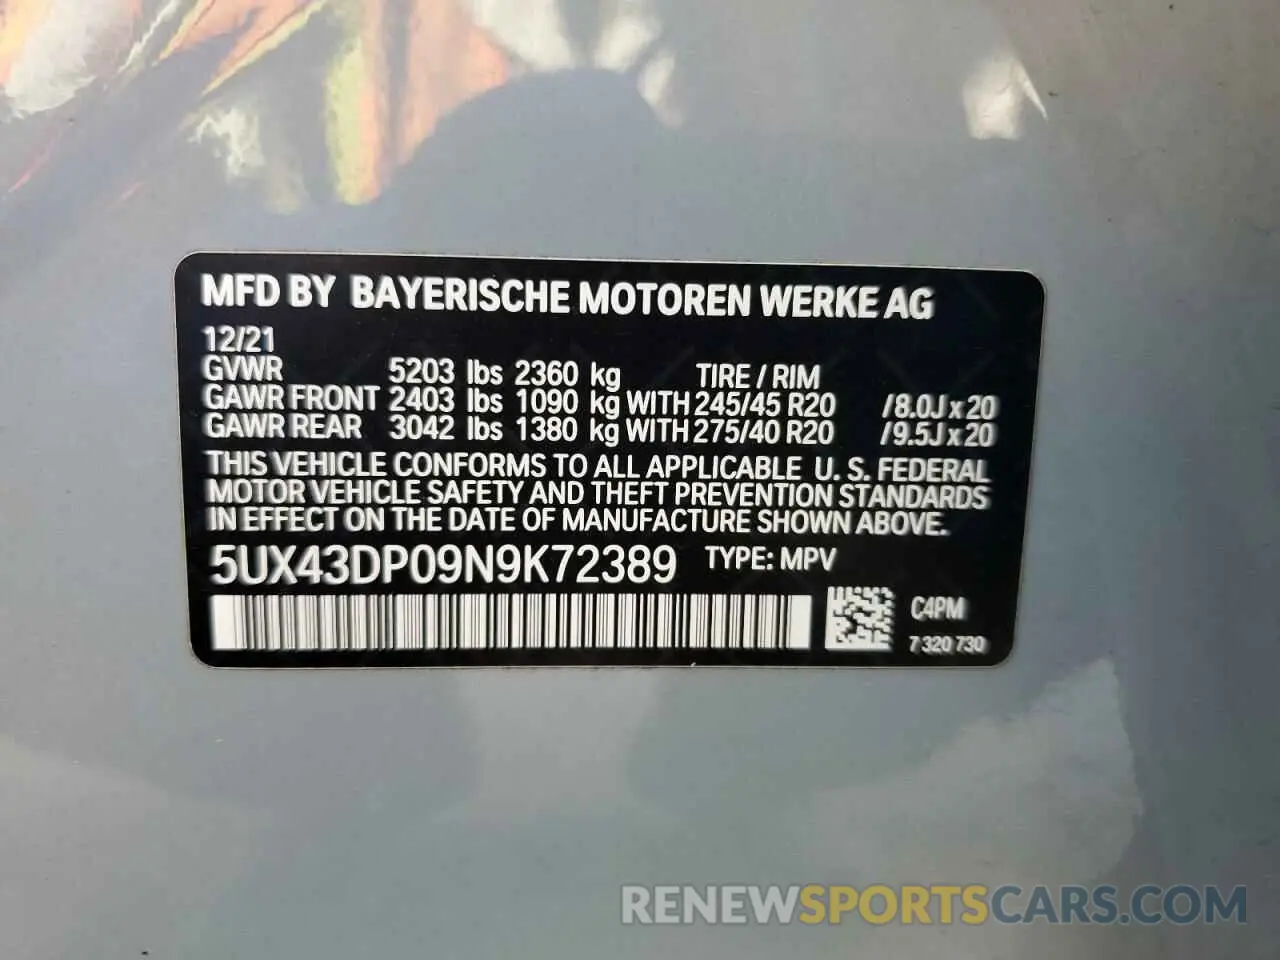 MFD BY BAYERISCHE MOTOREN WERKE AG
12/21
GVWR 5203 lbs 2360 kg TIRE / RIM
GAWR FRONT 2403 lbs 1090 kg WITH 245/45 R20 /8.0J x 20
GAWR REAR 3042 lbs 1380 kg WITH 275/40 R20 /9.5J x 20
THIS VEHICLE CONFORMS TO ALL APPLICABLE U. S. FEDERAL
MOTOR VEHICLE SAFETY AND THEFT PREVENTION STANDARDS
IN EFFECT ON THE DATE OF MANUFACTURE SHOWN ABOVE.
5UX43DP09N9K72389 TYPE: MPV
C4PM
7 320 730
RENEWSPORTSCARS.COM